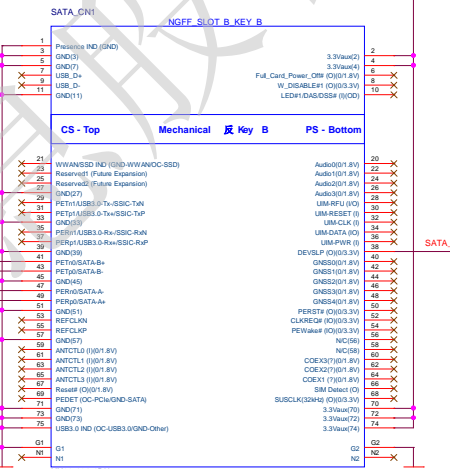 SATA_CN1
NGFF_SLOT B_KEY B
1 Presence IND (GND)
3 GND(3) 3.3Vaux(2) 2
5 GND(7) 3.3Vaux(4) 4
7 USB_D+ Full_Card_Power_Off# (O)(0/1.8V) 6
9 USB_D- W_DISABLE#1 (O)(0/3.3V) 8
11 GND(11) LED#1/DAS/DSS# (I)(OD) 10
CS - Top Mechanical 反 Key B PS - Bottom
21 WWAN/SSD IND (GND-WWAN/OC-SSD) Audio0(0/1.8V) 20
23 Reserved1 (Future Expansion) Audio1(0/1.8V) 22
25 Reserved2 (Future Expansion) Audio2(0/1.8V) 24
27 GND(27) Audio3(0/1.8V) 26
29 PETn1/USB3.0-Tx-/SSIC-TxN UIM-RFU (I/O) 28
31 PETp1/USB3.0-Tx+/SSIC-TxP UIM-RESET (I) 30
33 GND(33) UIM-CLK (I) 32
35 PERn1/USB3.0-Rx-/SSIC-RxN UIM-DATA (IO) 34
37 PERp1/USB3.0-Rx+/SSIC-RxP UIM-PWR (I) 36
39 GND(39) DEVSLP (O)(0/3.3V) 38 SATA_
41 PETn0/SATA-B+ GNSS0(0/1.8V) 40
43 PETp0/SATA-B- GNSS1(0/1.8V) 42
45 GND(45) GNSS2(0/1.8V) 44
47 PERn0/SATA-A- GNSS3(0/1.8V) 46
49 PERp0/SATA-A+ GNSS4(0/1.8V) 48
51 GND(51) PERST# (O)(0/3.3V) 50
53 REFCLKN CLKREQ# (IO)(0/3.3V) 52
55 REFCLKP PEWake# (IO)(0/3.3V) 54
57 GND(57) N/C(56) 56
59 ANTCTL0 (I)(0/1.8V) N/C(58) 58
61 ANTCTL1 (I)(0/1.8V) COEX3(?)(0/1.8V) 60
63 ANTCTL2 (I)(0/1.8V) COEX2(?)(0/1.8V) 62
65 ANTCTL3 (I)(0/1.8V) COEX1 (?)(0/1.8V) 64
67 Reset# (O)(0/1.8V) SIM Detect (O) 66
69 PEDET (OC-PCIe/GND-SATA) SUSCLK(32kHz) (O)(0/3.3V) 68
71 GND(71) 3.3Vaux(70) 70
73 GND(73) 3.3Vaux(72) 72
75 USB3.0 IND (OC-USB3.0/GND-Other) 3.3Vaux(74) 74
G1 G1 G2 G2
N1 N1 N2 N2